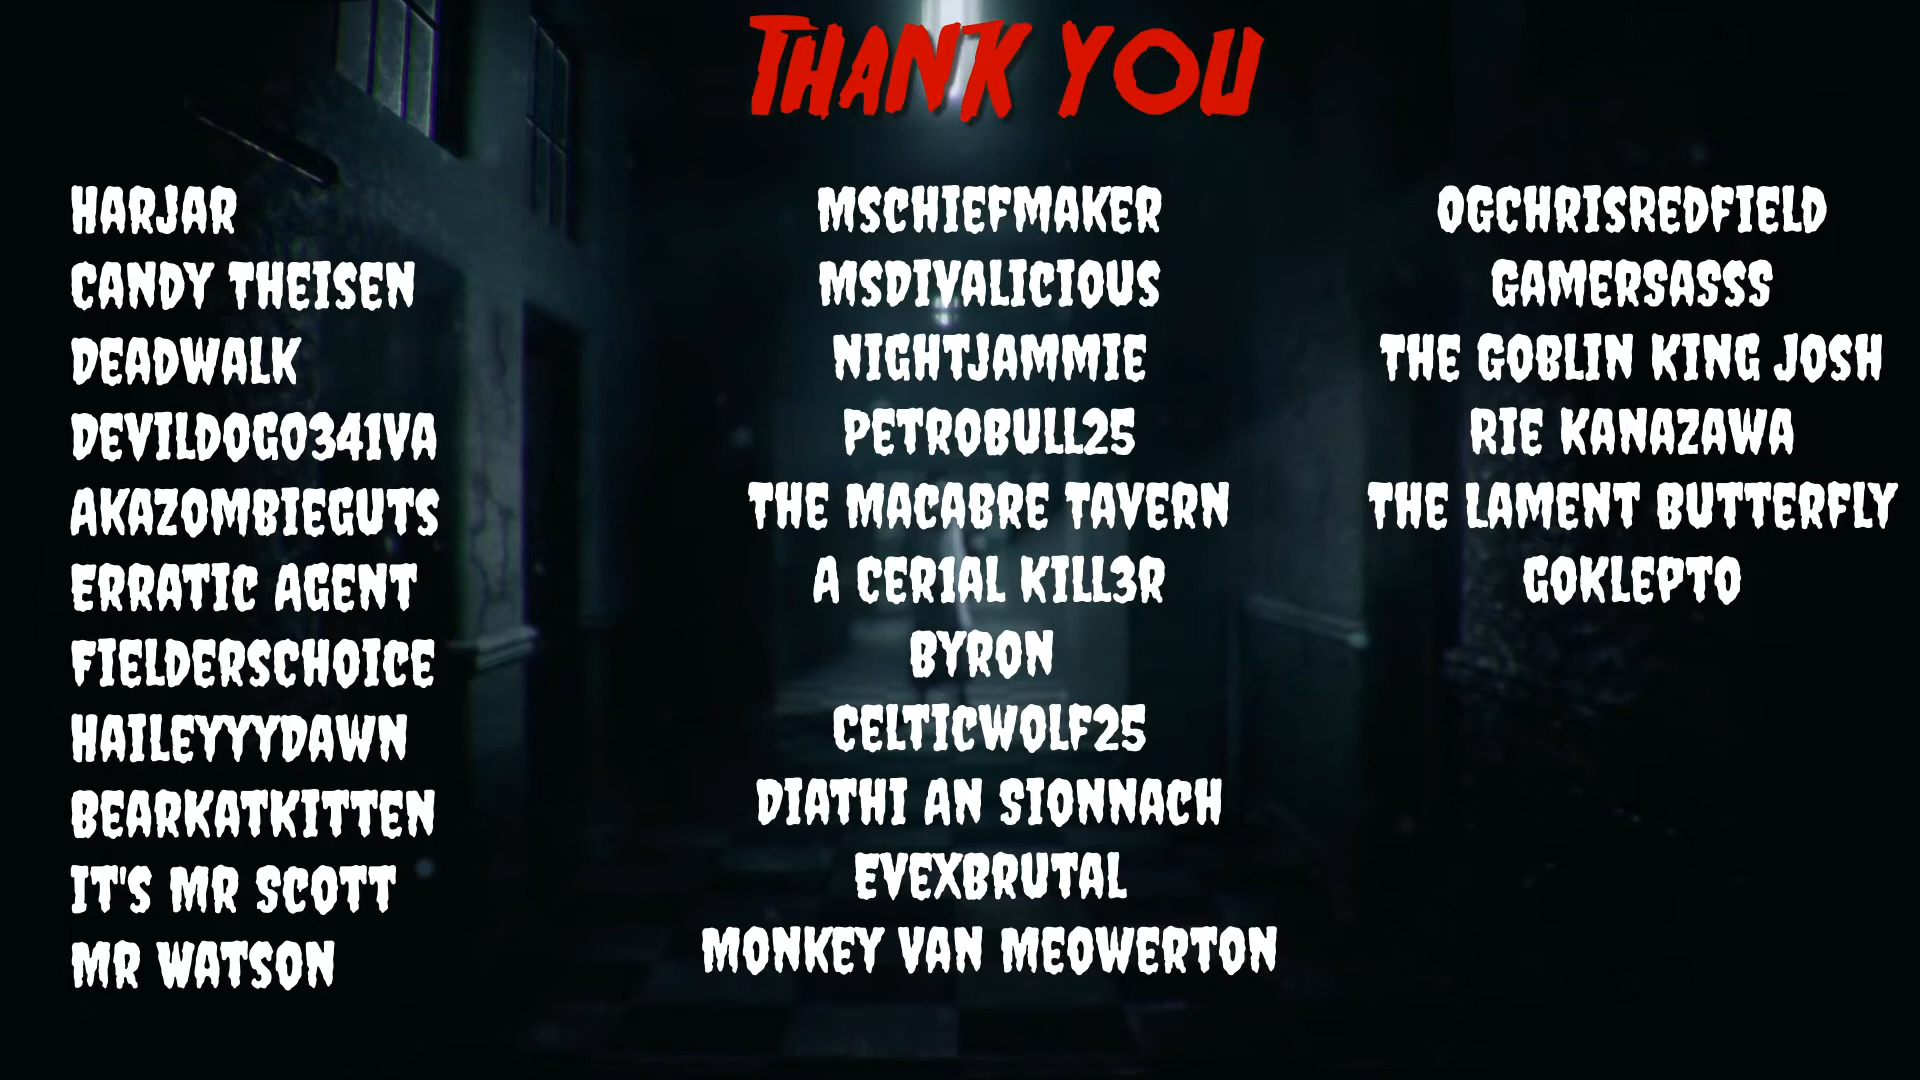 THANK YOU
HARJAR
CANDY THEISEN
DEADWALK
DEVILDOGO341VA
AKAZOMBIEGUTS
ERRATIC AGENT
FIELDERSCHOICE
HAILEYYYDAWN
BEARKATKITTEN
IT'S MR SCOTT
MR WATSON
MSCHIEFMAKER
MSDIVALICIOUS
NIGHTJAMMIE
PETROBULL25
THE MACABRE TAVERN
A CER1AL KILL3R
BYRON
CELTICWOLF25
DIATHI AN SIONNACH
EVEXBRUTAL
MONKEY VAN MEOWERTON
OGCHRISREDFIELD
GAMERSASSS
THE GOBLIN KING JOSH
RIE KANAZAWA
THE LAMENT BUTTERFLY
GOKLEPTO